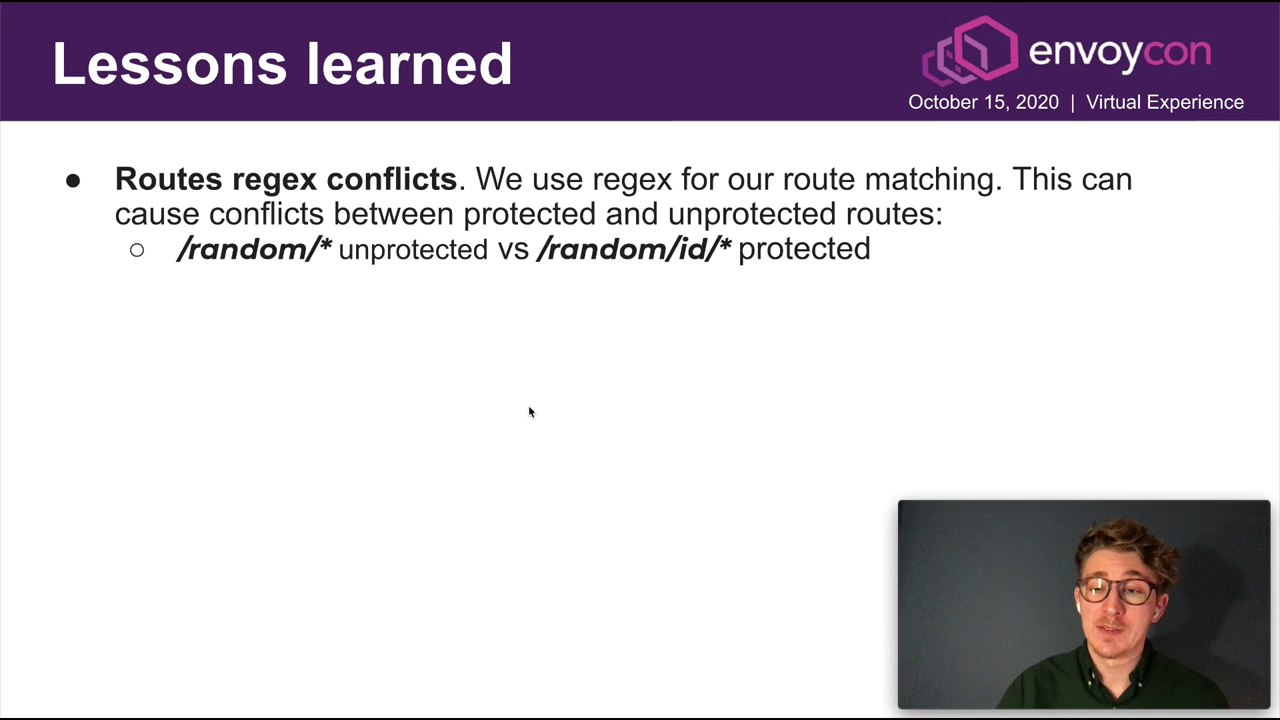 Lessons learned
envoycon
October 15, 2020 | Virtual Experience
● Routes regex conflicts. We use regex for our route matching. This can
cause conflicts between protected and unprotected routes:
○ /random/* unprotected vs /random/id/* protected